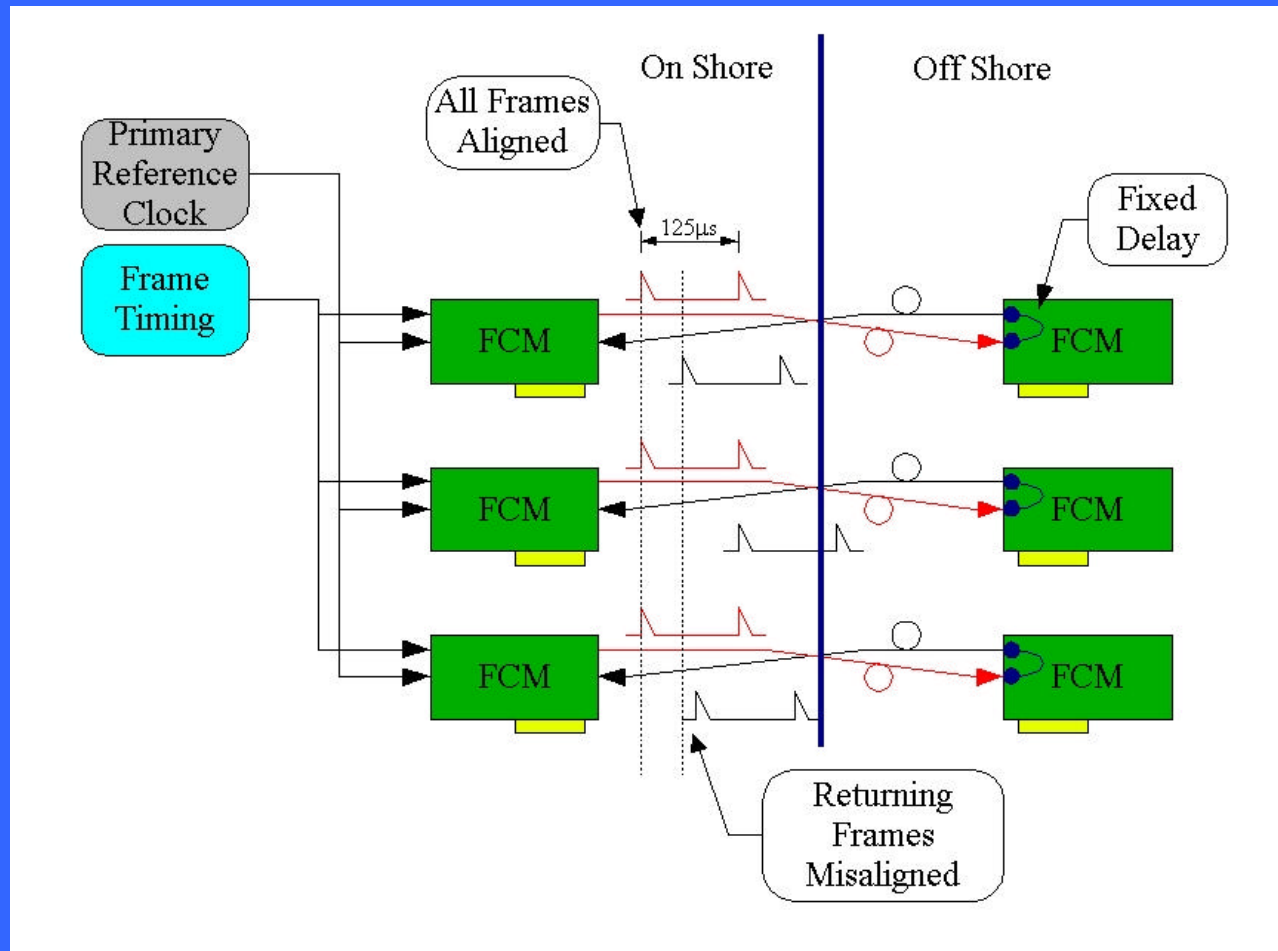 On Shore
Off Shore
All Frames
Aligned
Primary
Reference
Clock
Fixed
Delay
125µs
Frame
Timing
FCM
FCM
FCM
FCM
FCM
FCM
Returning
Frames
Misaligned